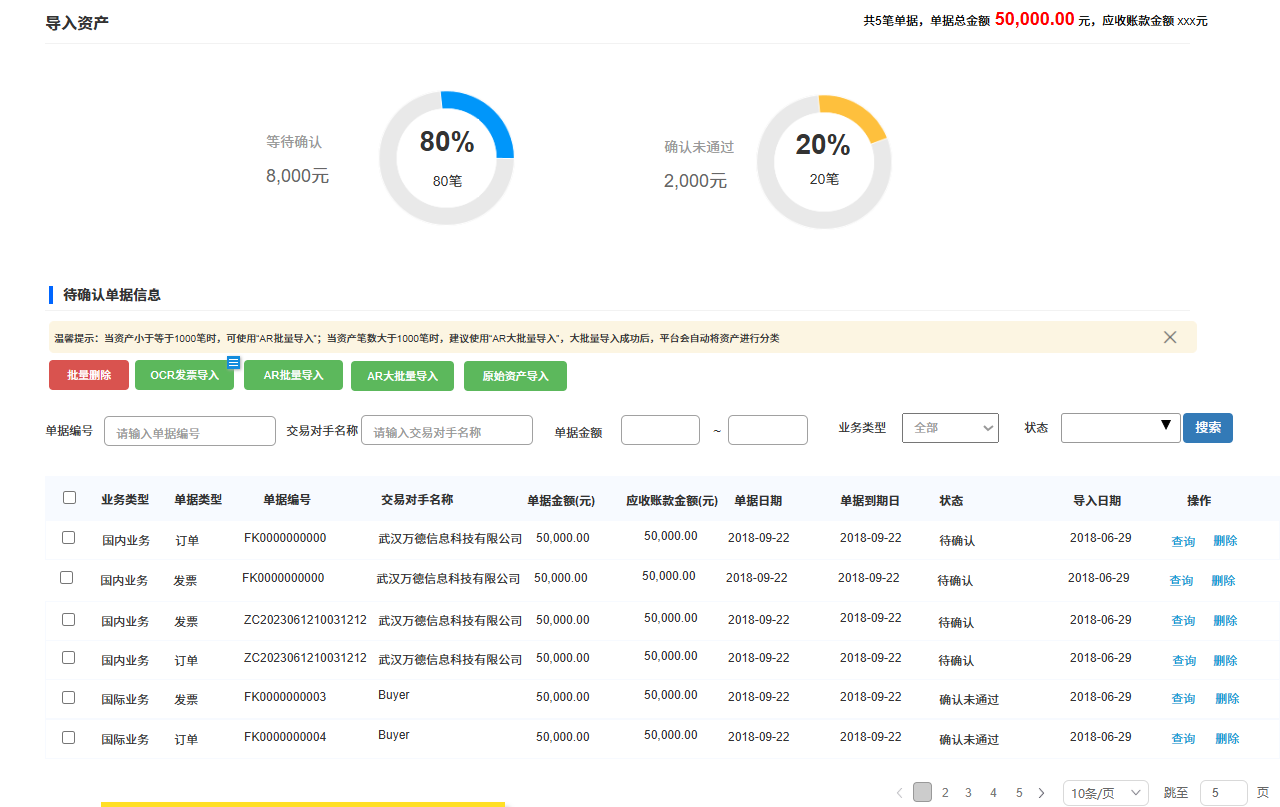 导入资产
共5笔单据，单据总金额 50,000.00 元，应收账款金额 xxx元
等待确认
8,000元
80%
80笔
确认未通过
2,000元
20%
20笔
待确认单据信息
温馨提示：当资产小于等于1000笔时，可使用“AR批量导入”；当资产笔数大于1000笔时，建议使用“AR大批量导入”，大批量导入成功后，平台会自动将资产进行分类
批量删除 OCR发票导入 AR批量导入 AR大批量导入 原始资产导入
单据编号 请输入单据编号 交易对手名称 请输入交易对手名称 单据金额 ~ 业务类型 全部 状态 搜索
业务类型 单据类型 单据编号 交易对手名称 单据金额(元) 应收账款金额(元) 单据日期 单据到期日 状态 导入日期 操作
国内业务 订单 FK0000000000 武汉万德信息科技有限公司 50,000.00 50,000.00 2018-09-22 2018-09-22 待确认 2018-06-29 查询 删除
国内业务 发票 FK0000000000 武汉万德信息科技有限公司 50,000.00 50,000.00 2018-09-22 2018-09-22 待确认 2018-06-29 查询 删除
国内业务 发票 ZC2023061210031212 武汉万德信息科技有限公司 50,000.00 50,000.00 2018-09-22 2018-09-22 待确认 2018-06-29 查询 删除
国内业务 订单 ZC2023061210031212 武汉万德信息科技有限公司 50,000.00 50,000.00 2018-09-22 2018-09-22 待确认 2018-06-29 查询 删除
国际业务 发票 FK0000000003 Buyer 50,000.00 50,000.00 2018-09-22 2018-09-22 确认未通过 2018-06-29 查询 删除
国际业务 订单 FK0000000004 Buyer 50,000.00 50,000.00 2018-09-22 2018-09-22 确认未通过 2018-06-29 查询 删除
2 3 4 5 10条/页 跳至 5 页